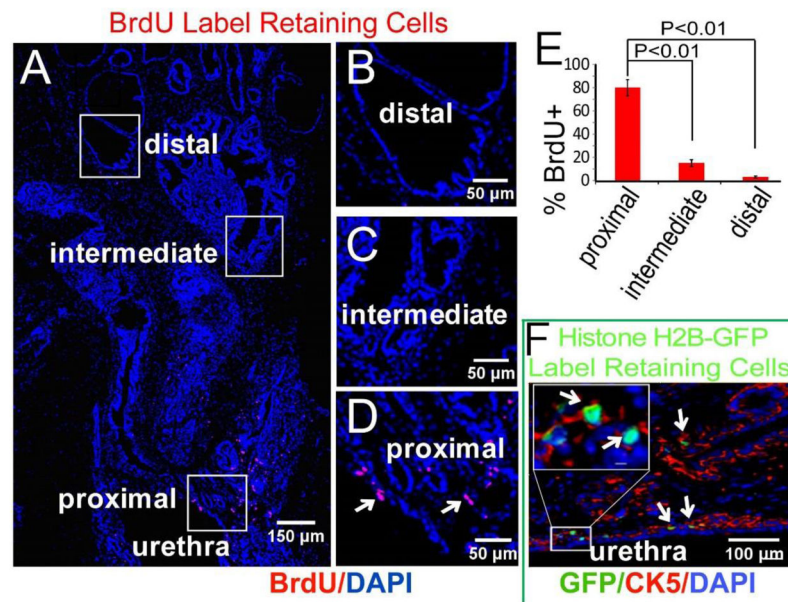 BrdU Label Retaining Cells
A
distal
intermediate
proximal
urethra
150 µm
B
distal
50 µm
C
intermediate
50 µm
D
proximal
50 µm
BrdU/DAPI
E
P<0.01
P<0.01
% BrdU+
100
80
60
40
20
0
proximal
intermediate
distal
F
Histone H2B-GFP
Label Retaining Cells
urethra
100 µm
GFP/CK5/DAPI